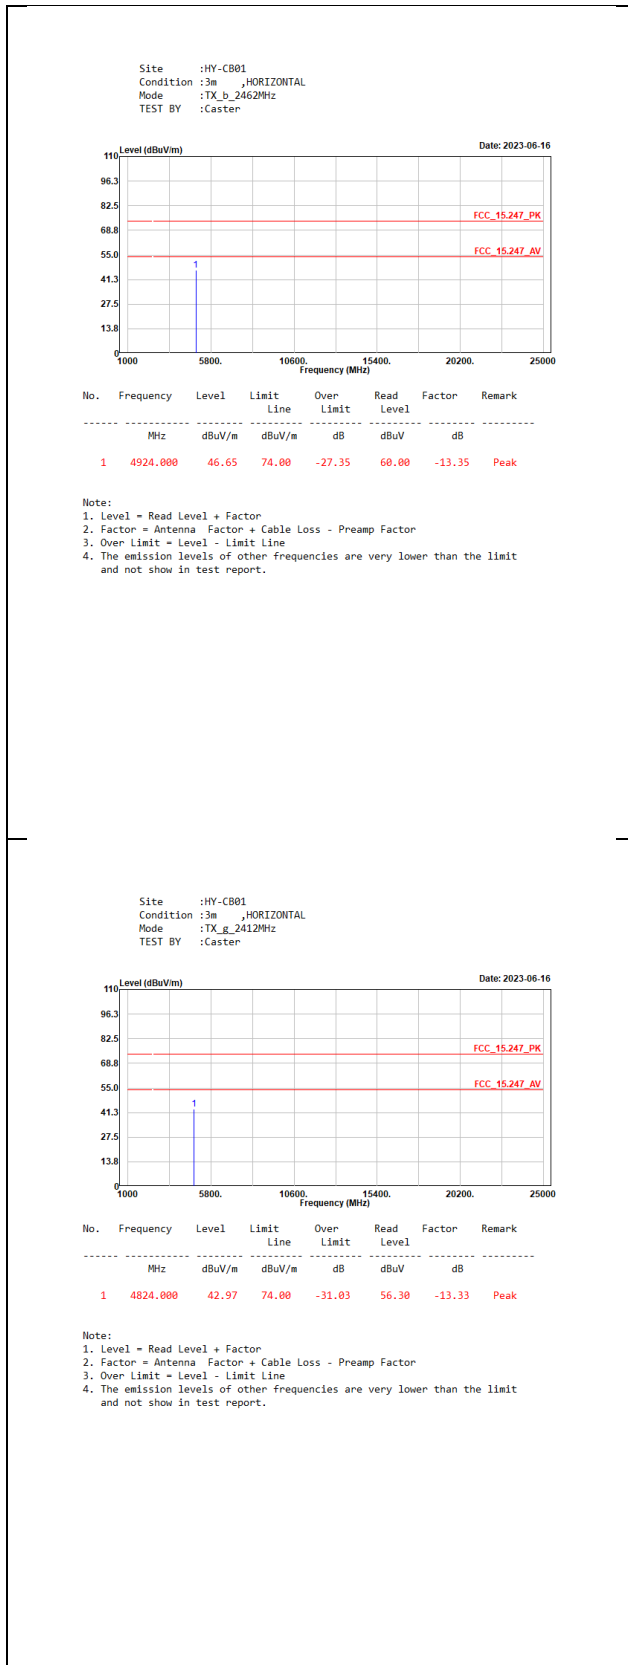 Site      :HY-CB01
Condition :3m    ,HORIZONTAL
Mode      :TX_b_2462MHz
TEST BY   :Caster
Level (dBuV/m)
Date: 2023-06-16
110
96.3
82.5
FCC_15.247_PK
68.8
FCC_15.247_AV
55.0
1
41.3
27.5
13.8
0
1000 5800. 10600. 15400. 20200. 25000
Frequency (MHz)
No. Frequency Level Limit Over Read Factor Remark
Line Limit Level
------ ----------- -------- --------- --------- --------- -------- ---------
MHz dBuV/m dBuV/m dB dBuV dB
1 4924.000 46.65 74.00 -27.35 60.00 -13.35 Peak
Note:
1. Level = Read Level + Factor
2. Factor = Antenna  Factor + Cable Loss - Preamp Factor
3. Over Limit = Level - Limit Line
4. The emission levels of other frequencies are very lower than the limit
and not show in test report.
Site      :HY-CB01
Condition :3m    ,HORIZONTAL
Mode      :TX_g_2412MHz
TEST BY   :Caster
Level (dBuV/m)
Date: 2023-06-16
110
96.3
82.5
FCC_15.247_PK
68.8
FCC_15.247_AV
55.0
1
41.3
27.5
13.8
0
1000 5800. 10600. 15400. 20200. 25000
Frequency (MHz)
No. Frequency Level Limit Over Read Factor Remark
Line Limit Level
------ ----------- -------- --------- --------- --------- -------- ---------
MHz dBuV/m dBuV/m dB dBuV dB
1 4824.000 42.97 74.00 -31.03 56.30 -13.33 Peak
Note:
1. Level = Read Level + Factor
2. Factor = Antenna  Factor + Cable Loss - Preamp Factor
3. Over Limit = Level - Limit Line
4. The emission levels of other frequencies are very lower than the limit
and not show in test report.